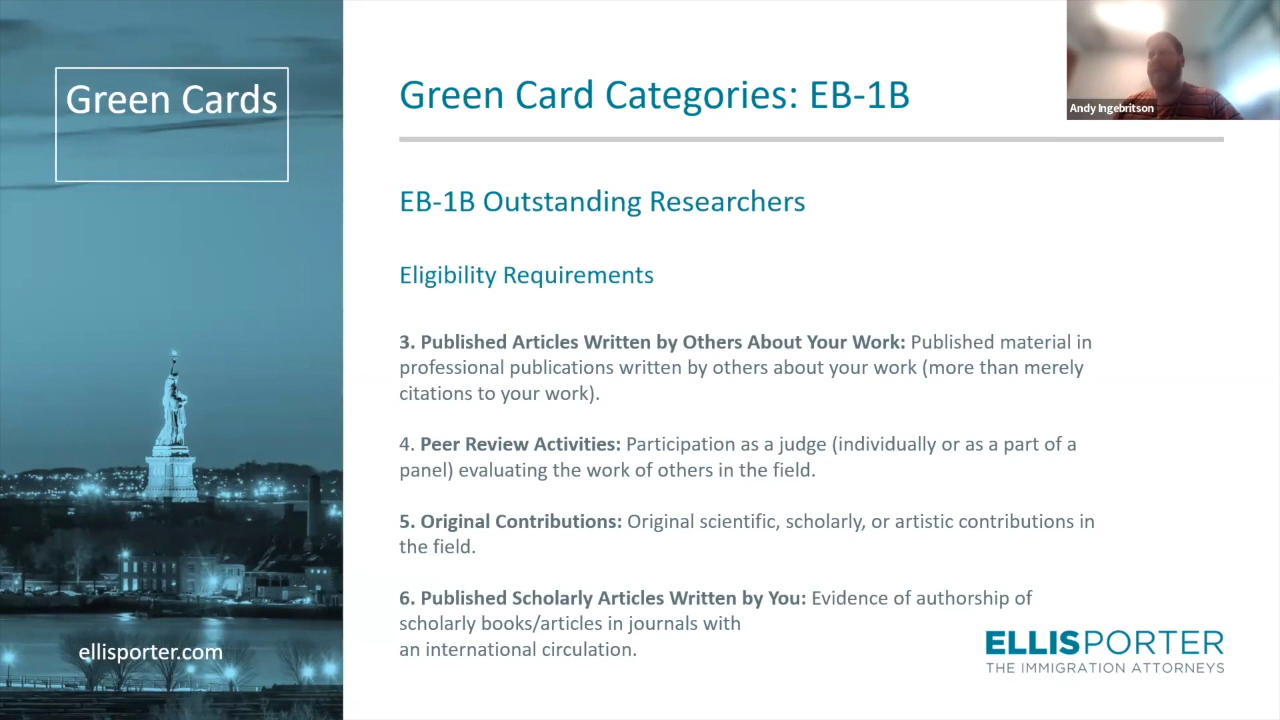 Green Cards
Green Card Categories: EB-1B
Andy Ingebritson
EB-1B Outstanding Researchers
Eligibility Requirements
3. Published Articles Written by Others About Your Work: Published material in
professional publications written by others about your work (more than merely
citations to your work).
4. Peer Review Activities: Participation as a judge (individually or as a part of a
panel) evaluating the work of others in the field.
5. Original Contributions: Original scientific, scholarly, or artistic contributions in
the field.
6. Published Scholarly Articles Written by You: Evidence of authorship of
scholarly books/articles in journals with
an international circulation.
ellisporter.com
ELLISPORTER
THE IMMIGRATION ATTORNEYS